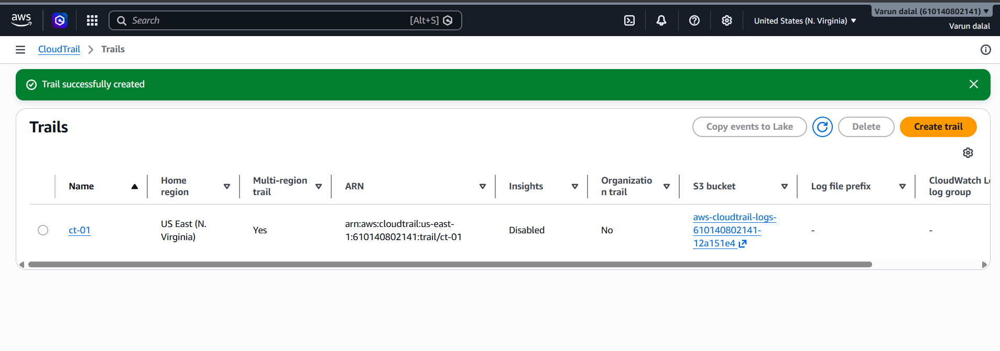 aws
Search
[Alt+S]
United States (N. Virginia)
Varun dalal (610140802141)
Varun dalal
CloudTrail
Trails
Trail successfully created
Trails
Copy events to Lake
Delete
Create trail
Name
Home
region
Multi-region
trail
ARN
Insights
Organizatio
n trail
S3 bucket
Log file prefix
CloudWatch L
log group
ct-01
US East (N.
Virginia)
Yes
arn:aws:cloudtrail:us-east-
1:610140802141:trail/ct-01
Disabled
No
aws-cloudtrail-logs-
610140802141-
12a151e4
-
-